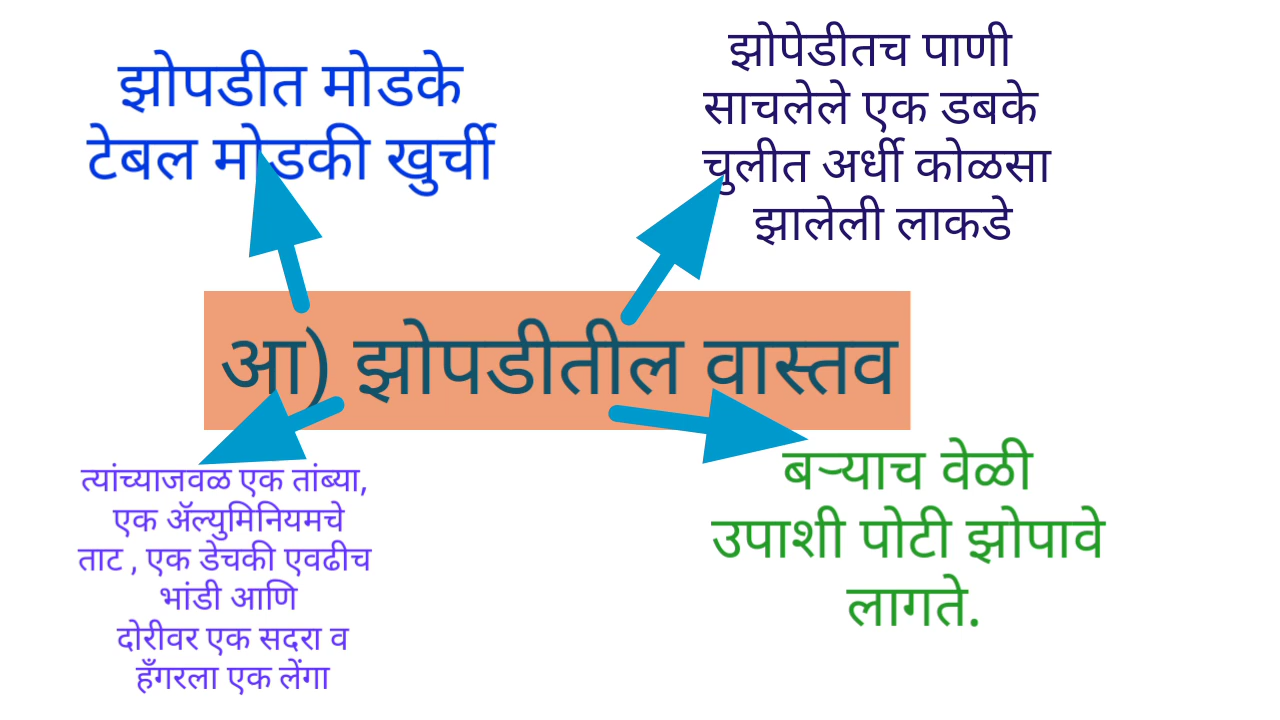 झोपडीत मोडके
टेबल मोडकी खुर्ची
झोपेडीतच पाणी
साचलेले एक डबके
चुलीत अर्धी कोळसा
झालेली लाकडे
आ) झोपडीतील वास्तव
त्यांच्याजवळ एक तांब्या,
एक ॲल्युमिनियमचे
ताट , एक डेचकी एवढीच
भांडी आणि
दोरीवर एक सदरा व
हँगरला एक लेंगा
बऱ्याच वेळी
उपाशी पोटी झोपावे
लागते.